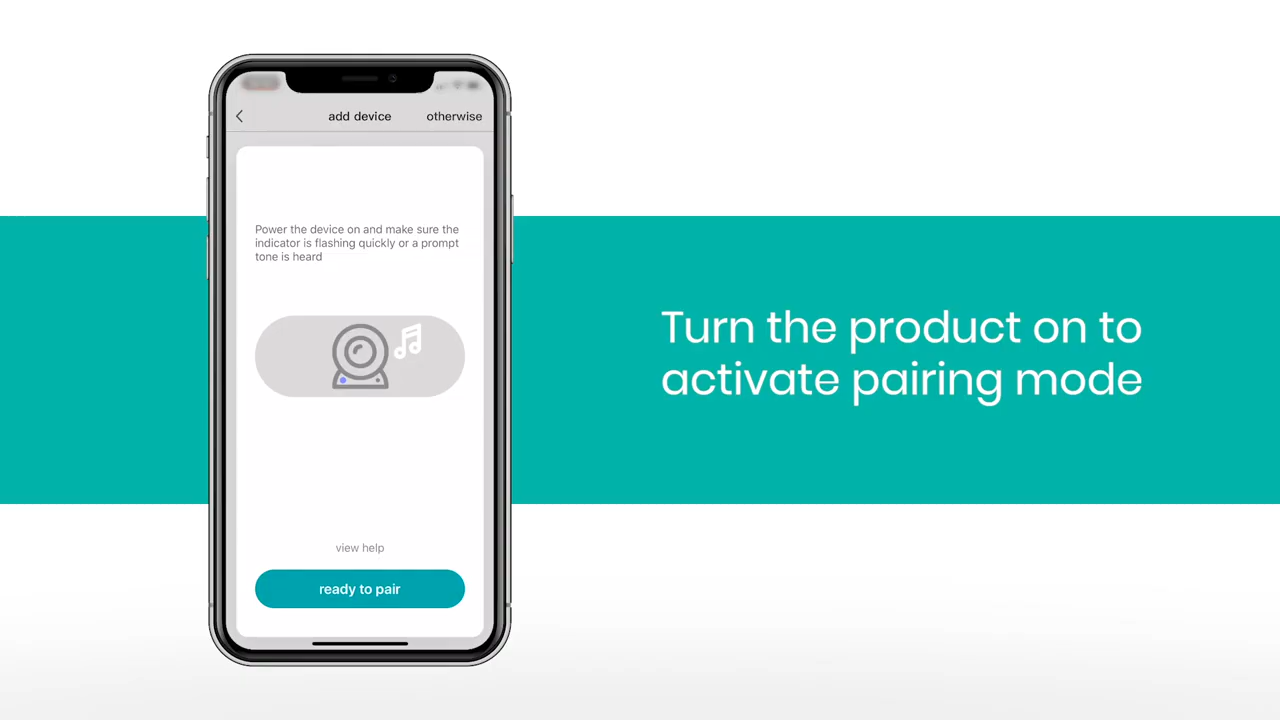 add device
otherwise
Power the device on and make sure the
indicator is flashing quickly or a prompt
tone is heard
view help
ready to pair
Turn the product on to
activate pairing mode